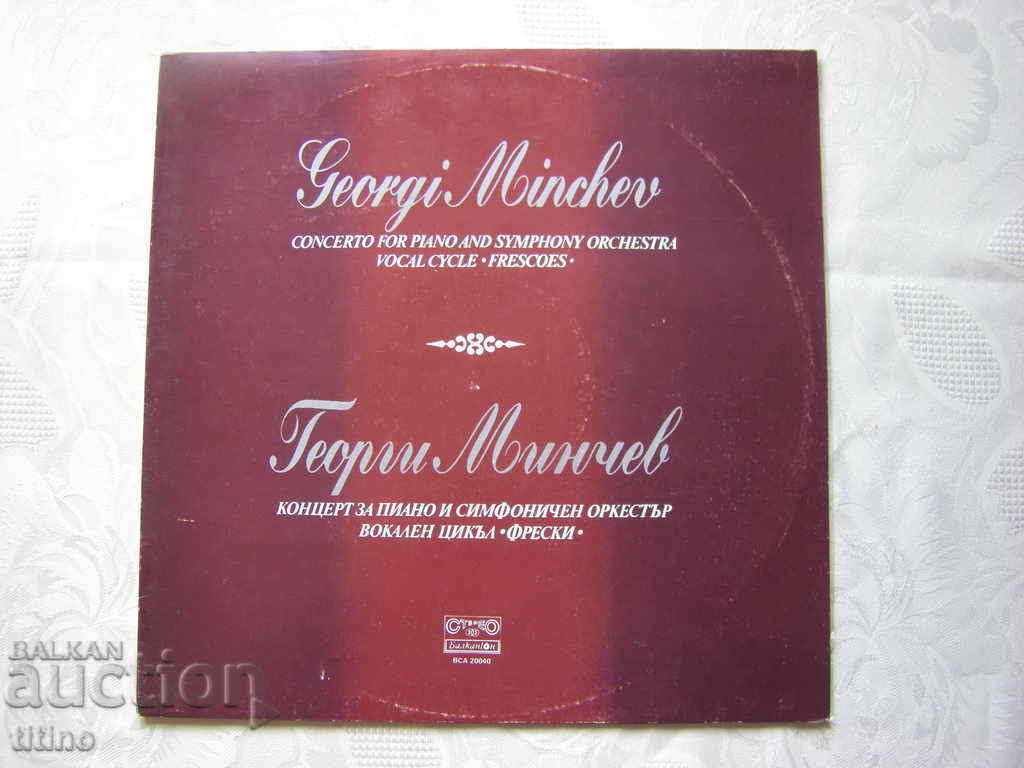 Georgi Minchev
CONCERTO FOR PIANO AND SYMPHONY ORCHESTRA
VOCAL CYCLE • FRESCOES •
Георги Минчев
КОНЦЕРТ ЗА ПИАНО И СИМФОНИЧЕН ОРКЕСТЪР
ВОКАЛЕН ЦИКЪЛ • ФРЕСКИ •
СТЕРЕО
Балкантон
ВСА 20040
BALKAN
auction
titino